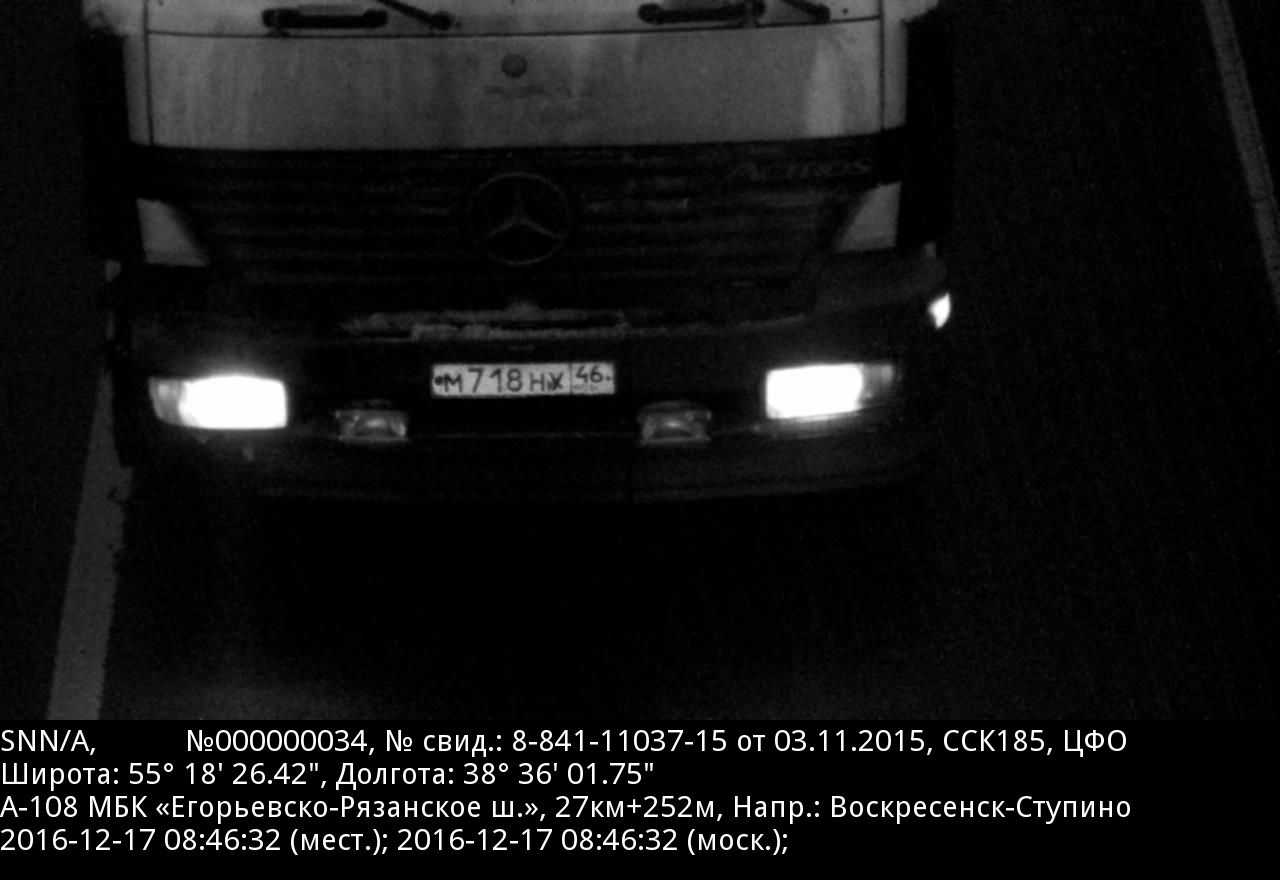 ACTROS
м718нх 46
SNN/A, №000000034, № свид.: 8-841-11037-15 от 03.11.2015, ССК185, ЦФО
Широта: 55° 18' 26.42", Долгота: 38° 36' 01.75"
А-108 МБК «Егорьевско-Рязанское ш.», 27км+252м, Напр.: Воскресенск-Ступино
2016-12-17 08:46:32 (мест.); 2016-12-17 08:46:32 (моск.);